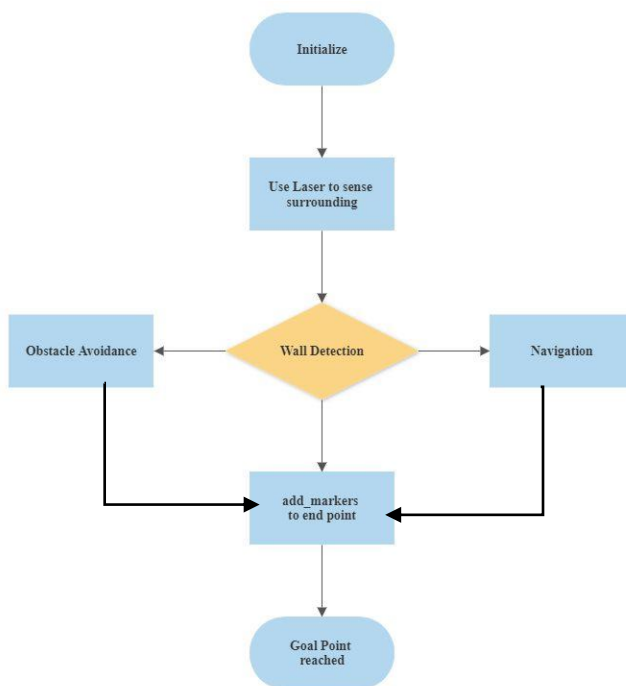 Initialize
Use Laser to sense
surrounding
Obstacle Avoidance
Wall Detection
Navigation
add_markers
to end point
Goal Point
reached